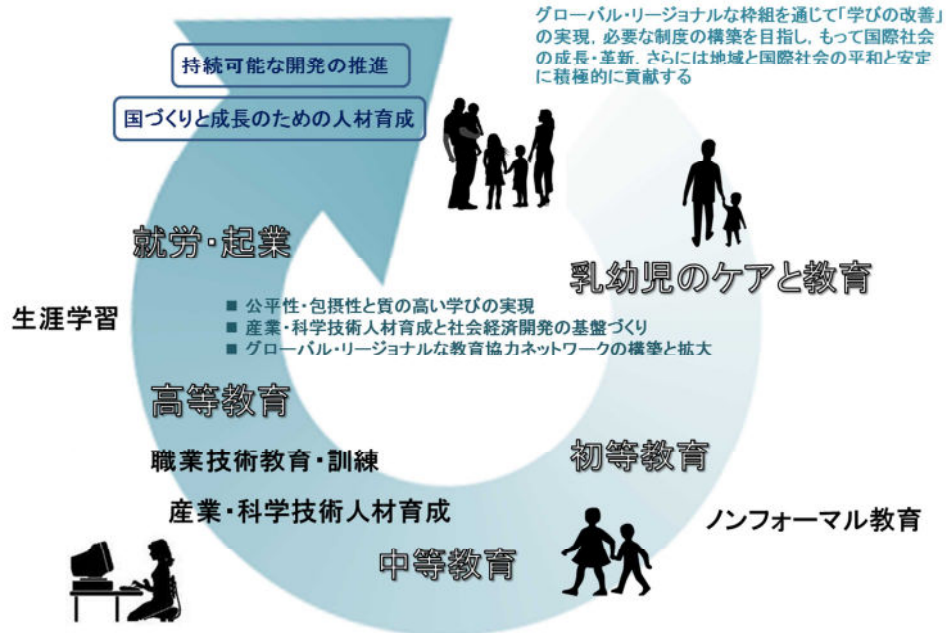 グローバル・リージョナルな枠組を通じて「学びの改善」
の実現，必要な制度の構築を目指し，もって国際社会
の成長・革新，さらには地域と国際社会の平和と安定
に積極的に貢献する
持続可能な開発の推進
国づくりと成長のための人材育成
就労・起業
乳幼児のケアと教育
生涯学習
■ 公平性・包摂性と質の高い学びの実現
■ 産業・科学技術人材育成と社会経済開発の基盤づくり
■ グローバル・リージョナルな教育協力ネットワークの構築と拡大
高等教育
職業技術教育・訓練
初等教育
産業・科学技術人材育成
ノンフォーマル教育
中等教育